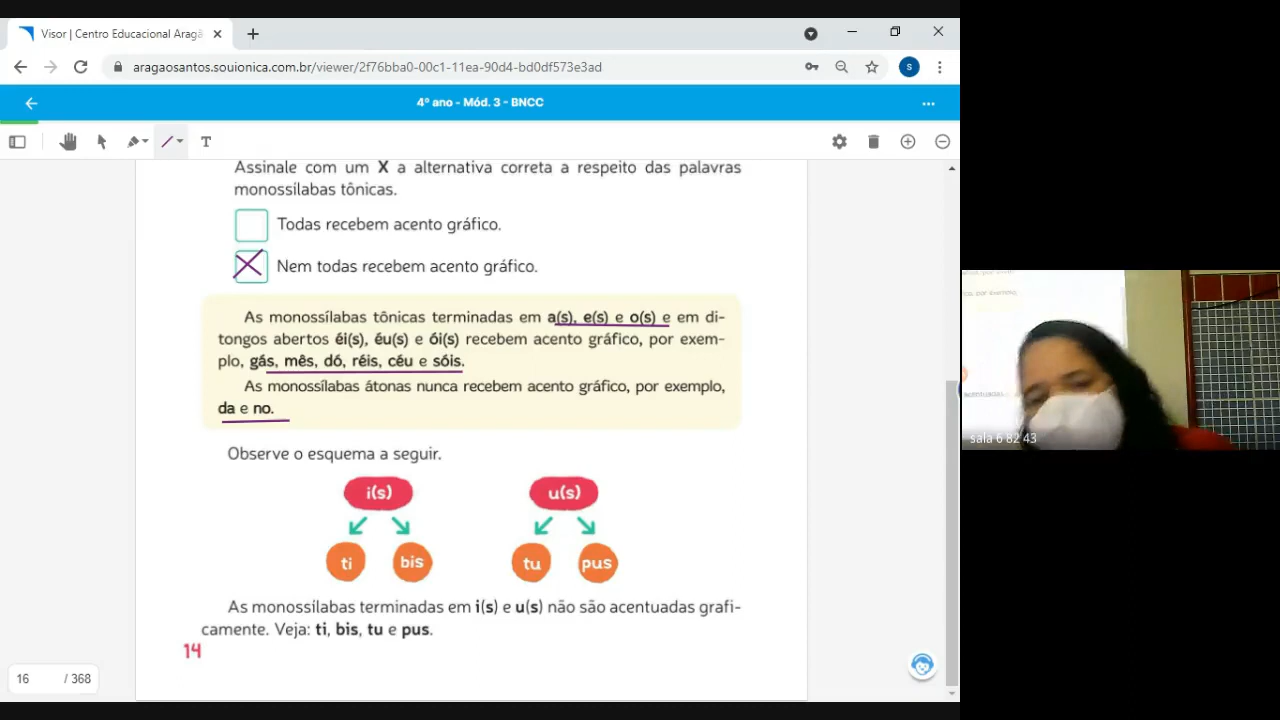 Visor | Centro Educacional Aragã
aragaosantos.souionica.com.br/viewer/2f76bba0-00c1-11ea-90d4-bd0df573e3ad
s
4º ano - Mód. 3 - BNCC
T
Assinale com um X a alternativa correta a respeito das palavras
monossílabas tônicas.
Todas recebem acento gráfico.
Nem todas recebem acento gráfico.
As monossílabas tônicas terminadas em a(s), e(s) e o(s) e em di-
tongos abertos éi(s), éu(s) e ói(s) recebem acento gráfico, por exem-
plo, gás, mês, dó, réis, céu e sóis.
As monossílabas átonas nunca recebem acento gráfico, por exemplo,
da e no.
Observe o esquema a seguir.
i(s) u(s)
ti bis tu pus
As monossílabas terminadas em i(s) e u(s) não são acentuadas grafi-
camente. Veja: ti, bis, tu e pus.
14
16 / 368
sala 6 82 43